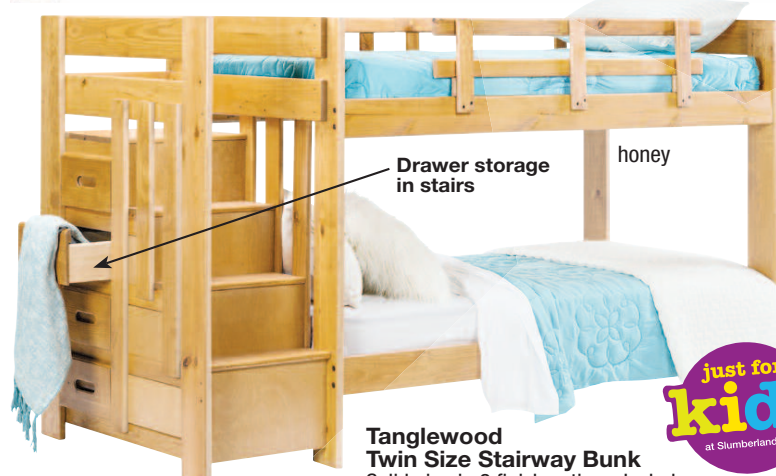 Drawer storage
in stairs
honey
just for
kid
at Slumberland
Tanglewood
Twin Size Stairway Bunk